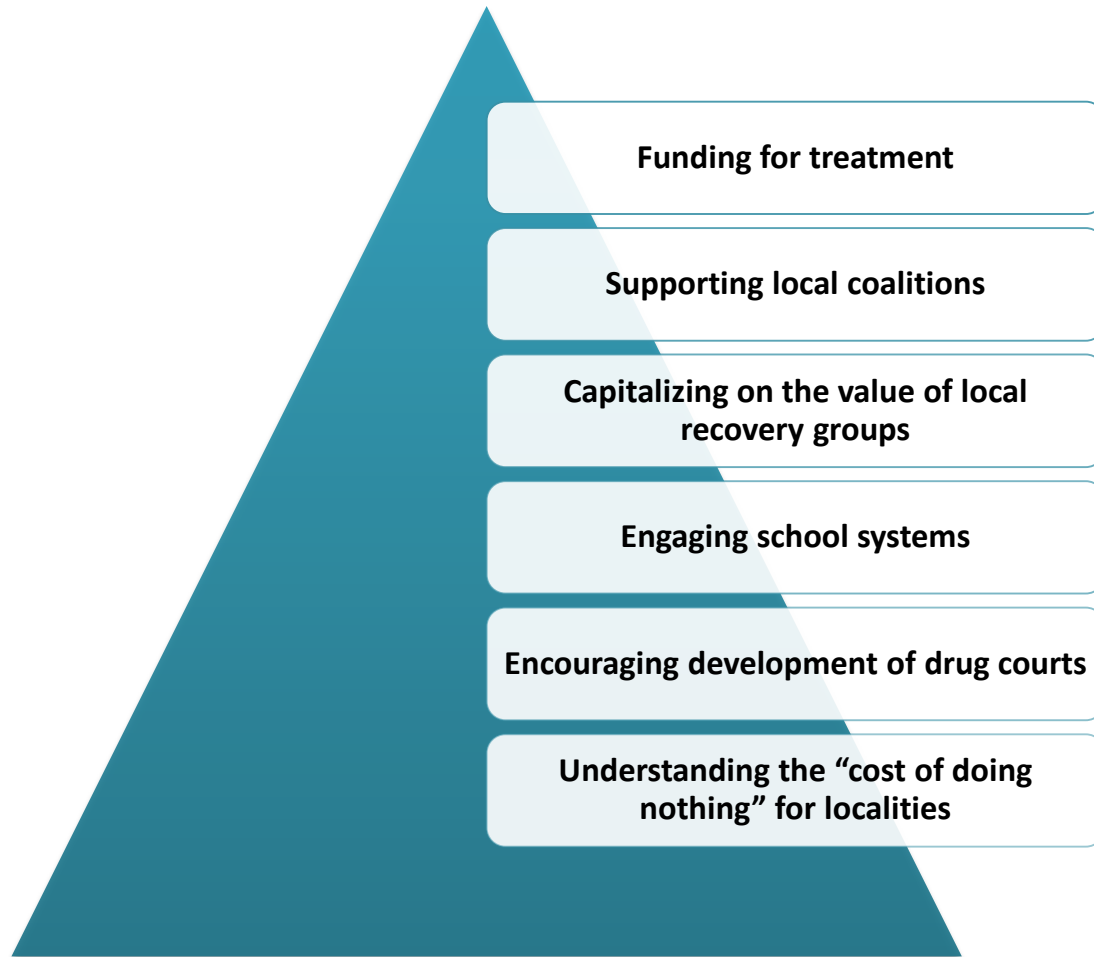 Funding for treatment
Supporting local coalitions
Capitalizing on the value of local
recovery groups
Engaging school systems
Encouraging development of drug courts
Understanding the “cost of doing
nothing” for localities